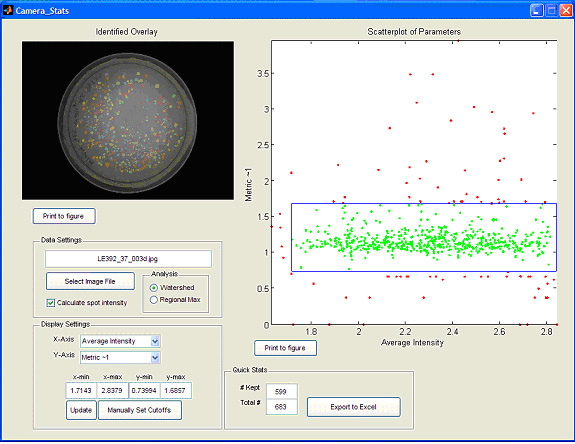 Camera_Stats
Identified Overlay
Print to figure
Data Settings
LE392_37_003d.jpg
Select Image File
Calculate spot intensity
Analysis
Watershed
Regional Max
Display Settings
X-Axis
Average Intensity
Y-Axis
Metric ~1
x-min
x-max
y-min
y-max
1.7143
2.8379
0.73994
1.6857
Update
Manually Set Cutoffs
Scatterplot of Parameters
3.5
3
2.5
2
1.5
1
0.5
0
Metric ~1
1.8
2
2.2
2.4
2.6
2.8
Average Intensity
Print to figure
Quick Stats
# Kept
599
Total #
683
Export to Excel